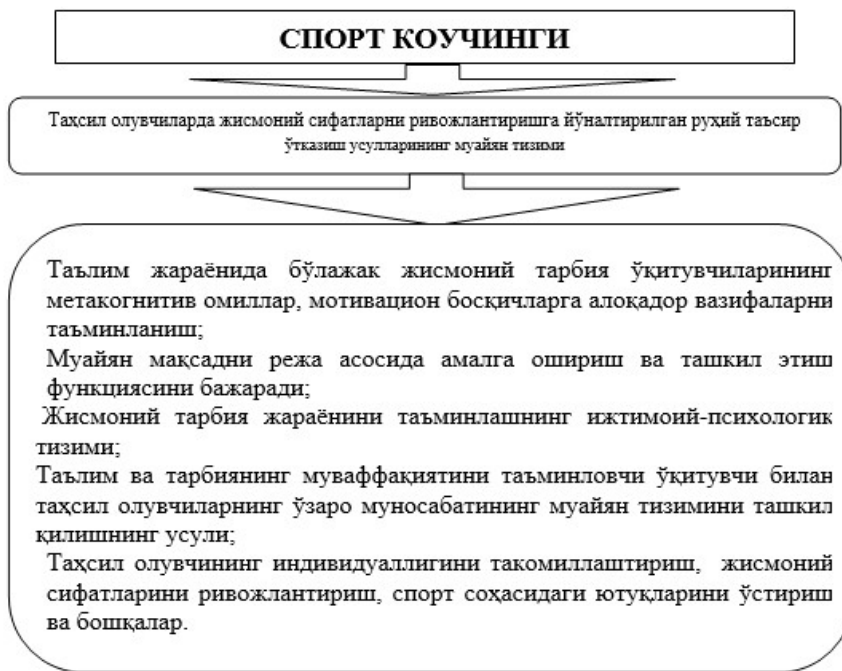 СПОРТ КОУЧИНГИ
Таҳсил олувчиларда жисмоний сифатларни ривожлантиришга йўналтирилган руҳий таъсир
ўтказиш усулларининг муайян тизими
Таълим жараёнида бўлажак жисмоний тарбия ўқитувчиларининг
метакогнитив омиллар, мотивацион босқичларга алоқадор вазифаларни
таъминланиш;
Муайян мақсадни режа асосида амалга ошириш ва ташкил этиш
функциясини бажаради;
Жисмоний тарбия жараёнини таъминлашнинг ижтимоий-психологик
тизими;
Таълим ва тарбиянинг муваффақиятини таъминловчи ўқитувчи билан
таҳсил олувчиларнинг ўзаро муносабатининг муайян тизимини ташкил
қилишнинг усули;
Таҳсил олувчининг индивидуаллигини такомиллаштириш, жисмоний
сифатларини ривожлантириш, спорт соҳасидаги ютуқларини ўстириш
ва бошқалар.